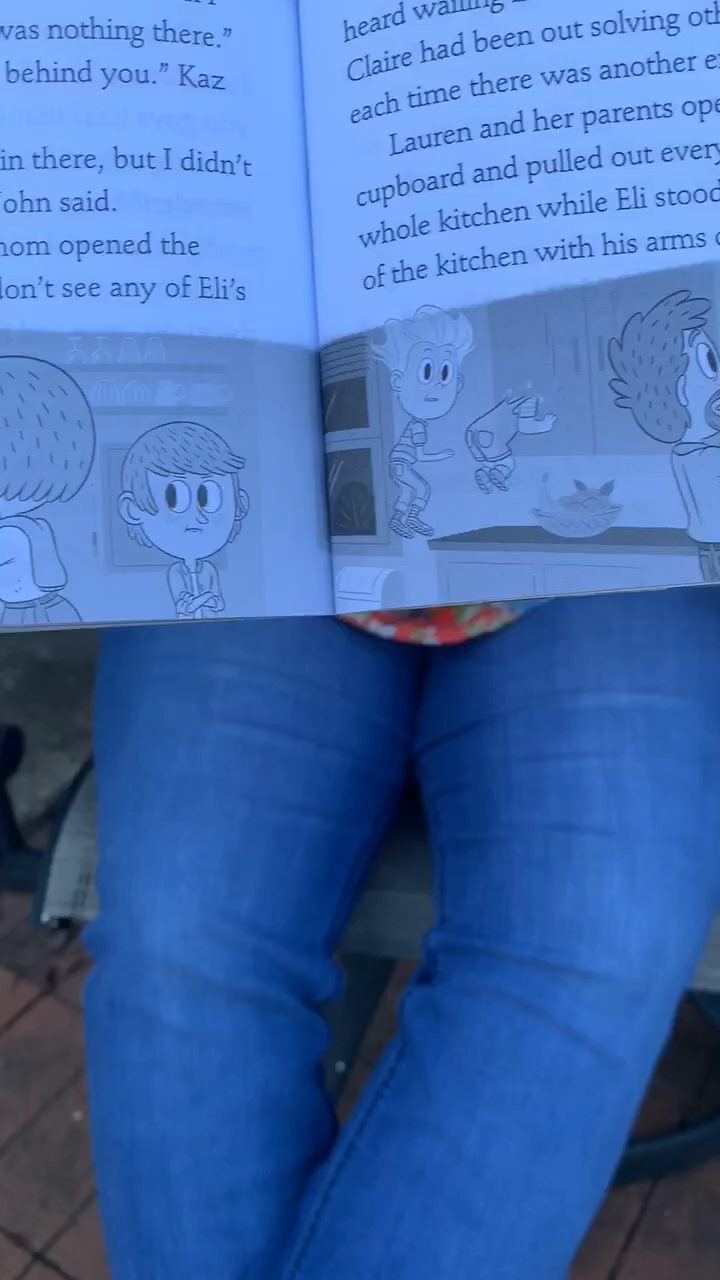 was nothing there.”
behind you.” Kaz
in there, but I didn’t
John said.
mom opened the
don’t see any of Eli’s
heard wailing
Claire had been out solving
each time there was another
Lauren and her parents
cupboard and pulled out every
whole kitchen while Eli stood
of the kitchen with his arms